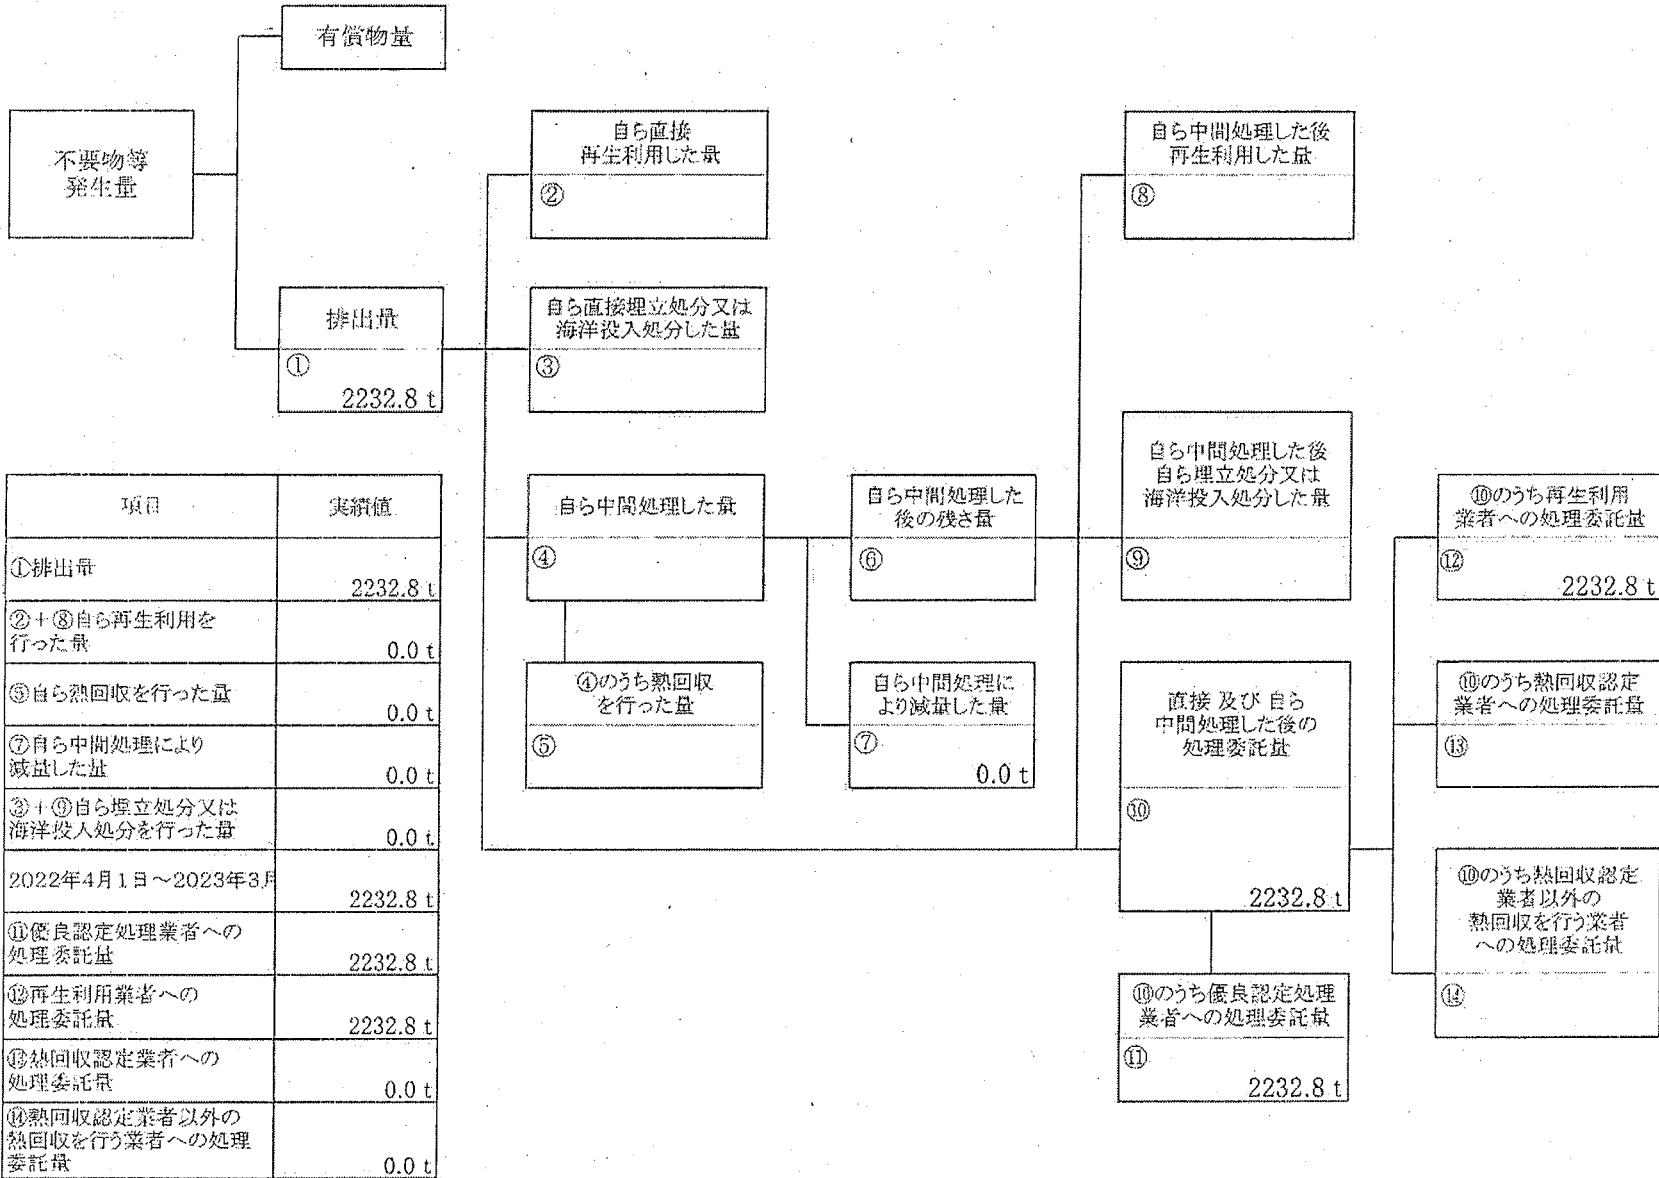 有償物量
不要物等
発生量
排出量
①
2232.8 t
自ら直接
再生利用した量
②
自ら直接埋立処分又は
海洋投入処分した量
③
自ら中間処理した量
④
④のうち熱回収
を行った量
⑤
自ら中間処理した
後の残さ量
⑥
自ら中間処理に
より減量した量
⑦
0.0 t
自ら中間処理した後
再生利用した量
⑧
自ら中間処理した後
自ら埋立処分又は
海洋投入処分した量
⑨
直接 及び 自ら
中間処理した後の
処理委託量
⑩
2232.8 t
⑩のうち優良認定処理
業者への処理委託量
⑪
2232.8 t
⑩のうち再生利用
業者への処理委託量
⑫
2232.8 t
⑩のうち熱回収認定
業者への処理委託量
⑬
⑩のうち熱回収認定
業者以外の
熱回収を行う業者
への処理委託量
⑭
項目 実績値
①排出量
2232.8 t
②+⑧自ら再生利用を
行った量
0.0 t
⑤自ら熱回収を行った量
0.0 t
⑦自ら中間処理により
減量した量
0.0 t
③+⑨自ら埋立処分又は
海洋投入処分を行った量
0.0 t
2022年4月1日~2023年3月
2232.8 t
⑪優良認定処理業者への
処理委託量
2232.8 t
⑫再生利用業者への
処理委託量
2232.8 t
⑬熱回収認定業者への
処理委託量
0.0 t
⑭熱回収認定業者以外の
熱回収を行う業者への処理
委託量
0.0 t